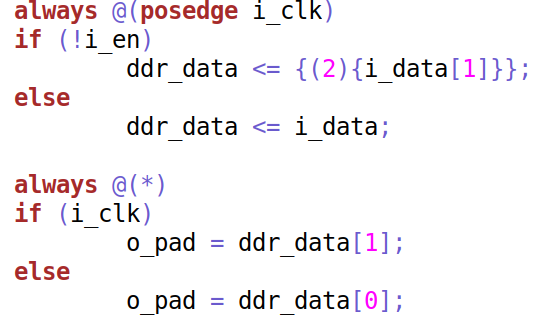 always @(posedge i_clk)
if (!i_en)
ddr_data <= {(2){i_data[1]}};
else
ddr_data <= i_data;
always @(*)
if (i_clk)
o_pad = ddr_data[1];
else
o_pad = ddr_data[0];